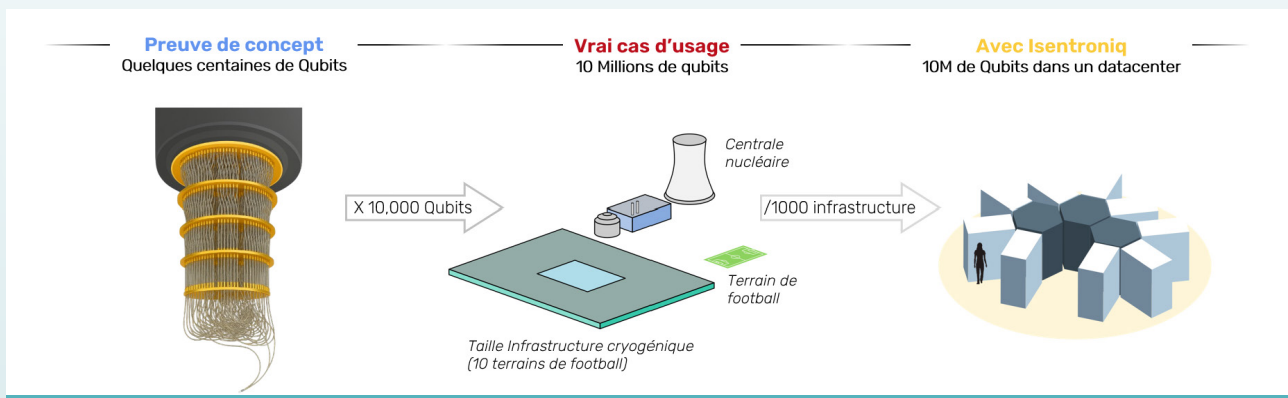 Preuve de concept
Quelques centaines de Qubits
Vrai cas d'usage
10 Millions de qubits
Avec Isentroniq
10M de Qubits dans un datacenter
X 10,000 Qubits
Centrale
nucléaire
/1000 infrastructure
Terrain de
football
Taille Infrastructure cryogénique
(10 terrains de football)